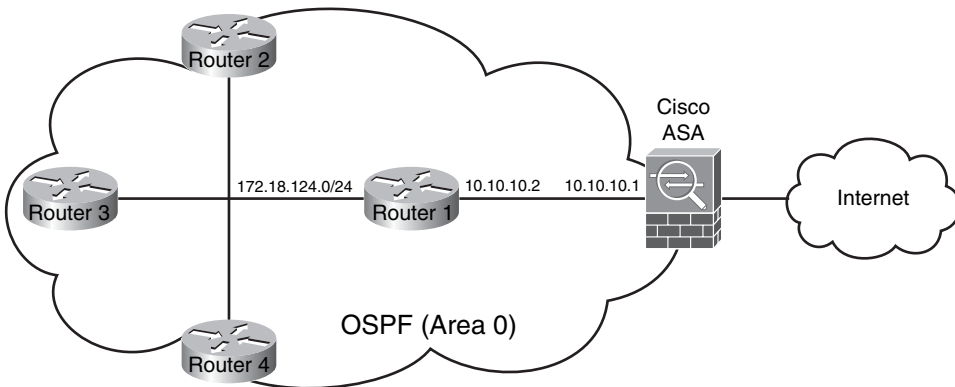 Router 2
Cisco
ASA
172.18.124.0/24
10.10.10.2
10.10.10.1
Router 3
Router 1
Internet
Router 4
OSPF (Area 0)